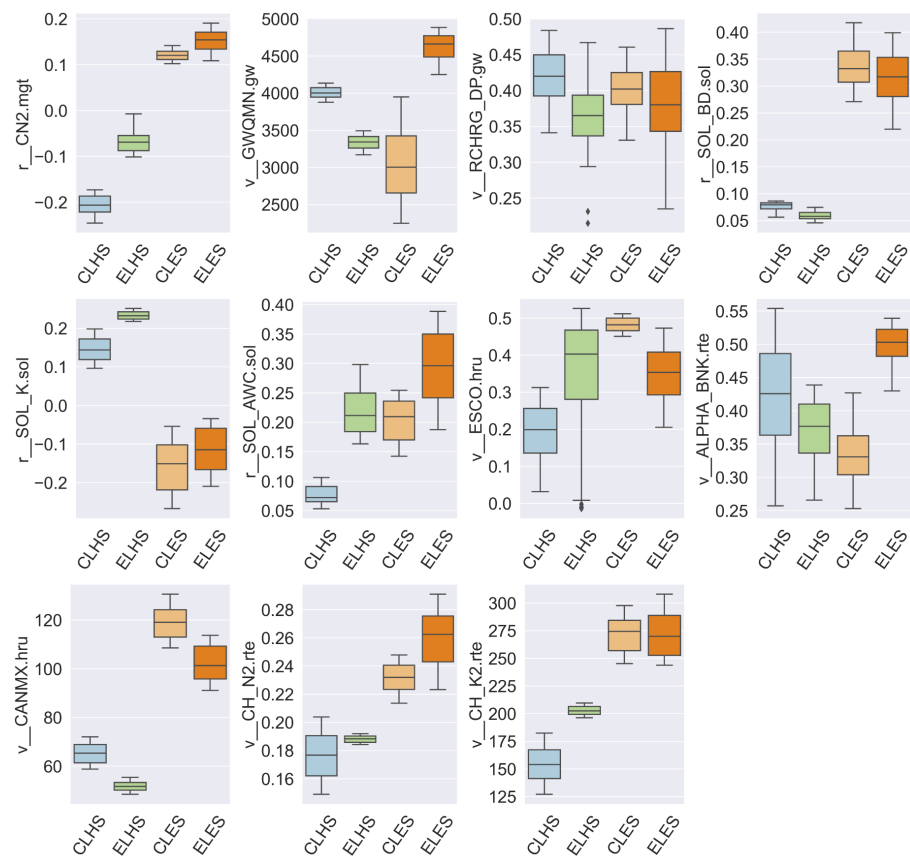 r__CN2.mgt
0.2
0.1
0.0
−0.1
−0.2
CLHS
ELHS
CLES
ELES
v__GWQMN.gw
5000
4500
4000
3500
3000
2500
CLHS
ELHS
CLES
ELES
v__RCHRG_DP.gw
0.50
0.45
0.40
0.35
0.30
0.25
CLHS
ELHS
CLES
ELES
r__SOL_BD.sol
0.40
0.35
0.30
0.25
0.20
0.15
0.10
0.05
CLHS
ELHS
CLES
ELES
r__SOL_K.sol
0.2
0.1
0.0
−0.1
−0.2
CLHS
ELHS
CLES
ELES
r__SOL_AWC.sol
0.40
0.35
0.30
0.25
0.20
0.15
0.10
0.05
CLHS
ELHS
CLES
ELES
v__ESCO.hru
0.5
0.4
0.3
0.2
0.1
0.0
CLHS
ELHS
CLES
ELES
v__ALPHA_BNK.rte
0.55
0.50
0.45
0.40
0.35
0.30
0.25
CLHS
ELHS
CLES
ELES
v__CANMX.hru
120
100
80
60
CLHS
ELHS
CLES
ELES
v__CH_N2.rte
0.28
0.26
0.24
0.22
0.20
0.18
0.16
CLHS
ELHS
CLES
ELES
v__CH_K2.rte
300
275
250
225
200
175
150
125
CLHS
ELHS
CLES
ELES